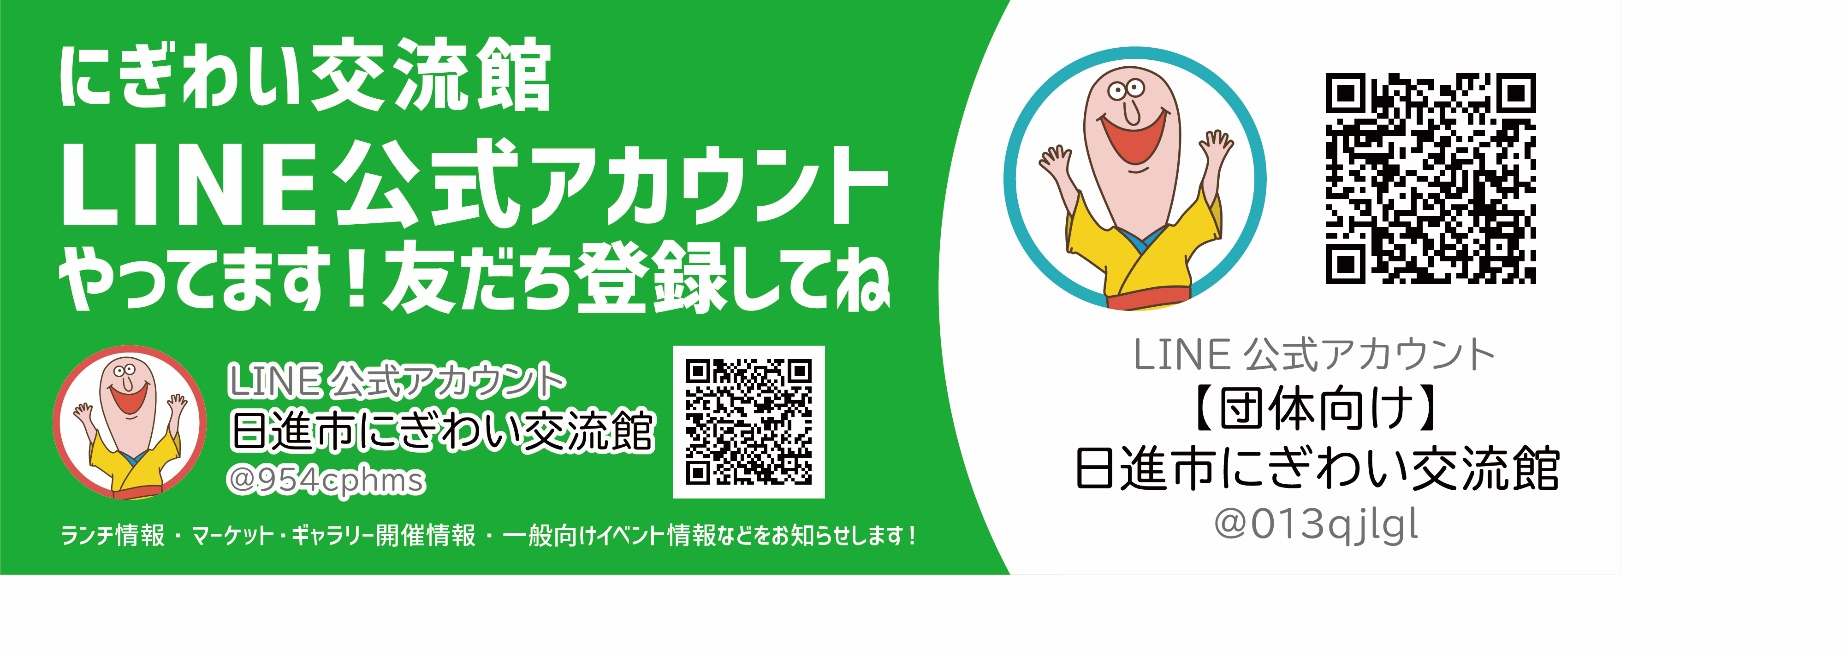 にぎわい交流館
LINE公式アカウント
やってます！友だち登録してね
LINE 公式アカウント
日進市にぎわい交流館
@954cphms
ランチ情報・マーケット・ギャラリー開催情報・一般向けイベント情報などをお知らせします！
LINE 公式アカウント
【団体向け】
日進市にぎわい交流館
@013qjlgl